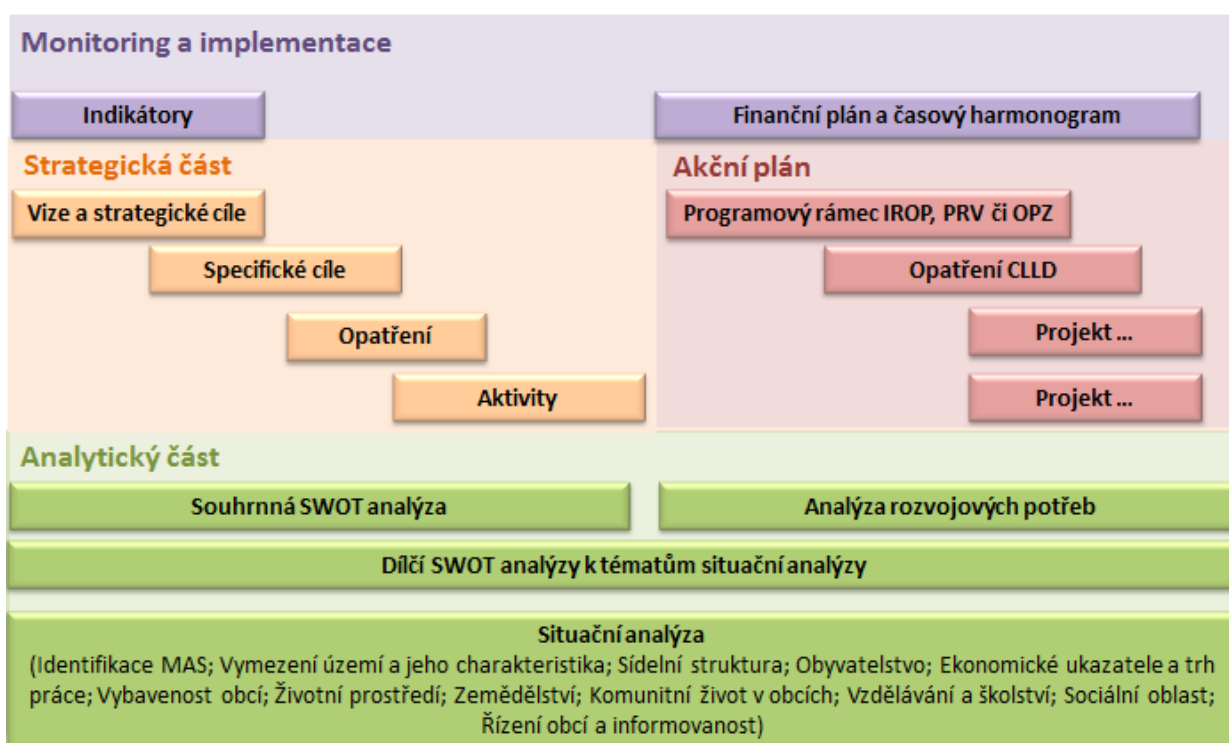 Monitoring a implementace
Indikátory
Finanční plán a časový harmonogram
Strategická část
Akční plán
Vize a strategické cíle
Programový rámec IROP, PRV či OPZ
Specifické cíle
Opatření CLLD
Opatření
Projekt ...
Aktivity
Projekt ...
Analytický část
Souhrnná SWOT analýza
Analýza rozvojových potřeb
Dílčí SWOT analýzy k tématům situační analýzy
Situační analýza
(Identifikace MAS; Vymezení území a jeho charakteristika; Sídelní struktura; Obyvatelstvo; Ekonomické ukazatele a trh
práce; Vybavenost obcí; Životní prostředí; Zemědělství; Komunitní život v obcích; Vzdělávání a školství; Sociální oblast;
Řízení obcí a informovanost)